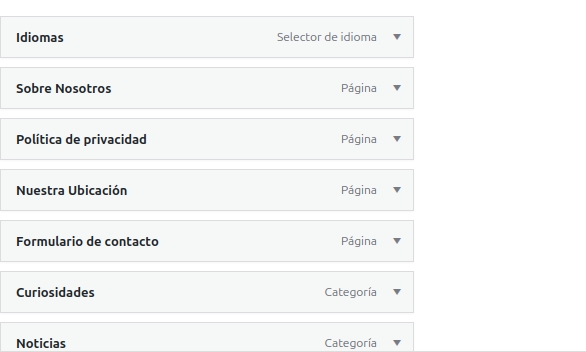 Idiomas Selector de idioma
Sobre Nosotros Página
Política de privacidad Página
Nuestra Ubicación Página
Formulario de contacto Página
Curiosidades Categoría
Noticias Categoría